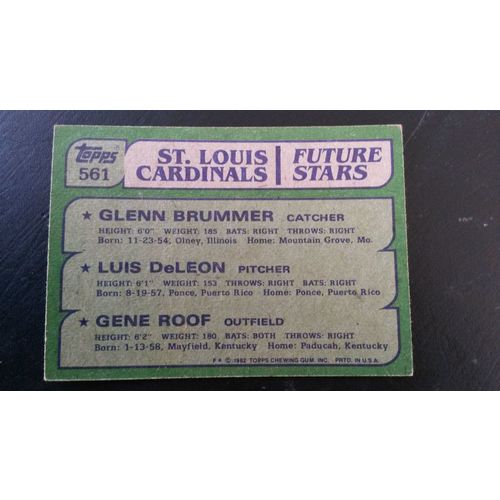 Topps®
561
ST. LOUIS
CARDINALS
FUTURE
STARS
★ GLENN BRUMMER CATCHER
HEIGHT: 6'0" WEIGHT: 185 BATS: RIGHT THROWS: RIGHT
Born: 11-23-54, Olney, Illinois Home: Mountain Grove, Mo.
★ LUIS DeLEON PITCHER
HEIGHT: 6'1" WEIGHT: 153 THROWS: RIGHT BATS: RIGHT
Born: 8-19-57, Ponce, Puerto Rico Home: Ponce, Puerto Rico
★ GENE ROOF OUTFIELD
HEIGHT: 6'2" WEIGHT: 180 BATS: BOTH THROWS: RIGHT
Born: 1-13-58, Mayfield, Kentucky Home: Paducah, Kentucky
F* © 1982 TOPPS CHEWING GUM, INC. PRTD. IN U.S.A.